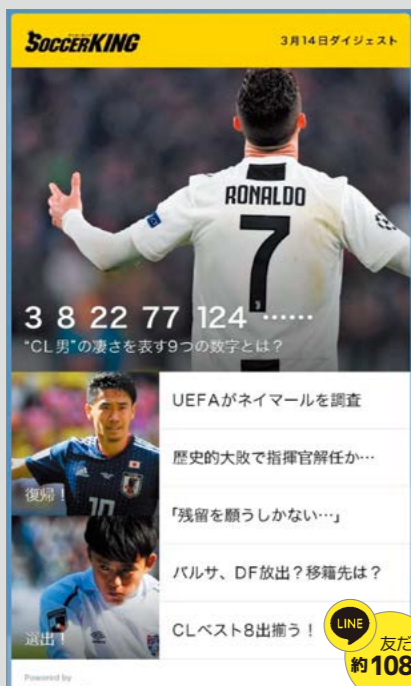 SOCCERKING
3月14日ダイジェスト
RONALDO
7
3 8 22 77 124 ……
“CL男”の凄さを表す9つの数字とは？
UEFAがネイマールを調査
歴史的大敗で指揮官解任か…
復帰！
10
「残留を願うしかない…」
バルサ、DF放出？移籍先は？
選出！
CLベスト8出揃う！
LINE
友だ
約108
Powered by